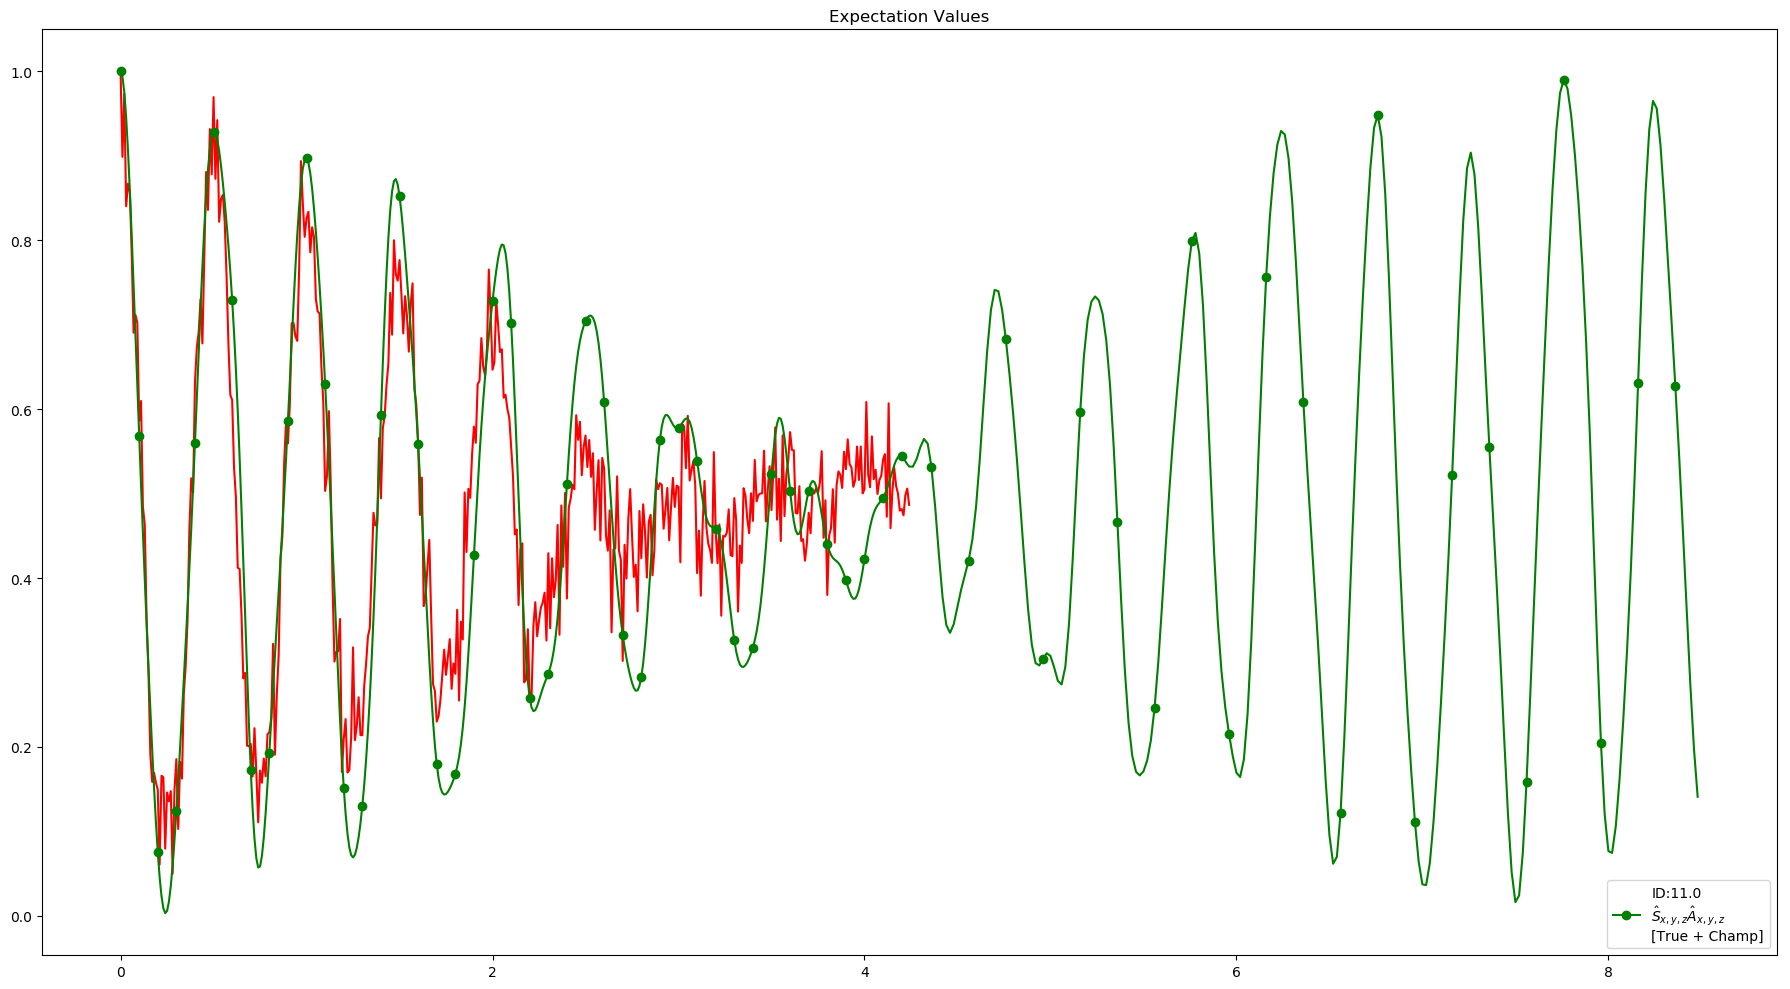 Expectation Values
1.0
0.8
0.6
0.4
0.2
0.0
0
2
4
6
8
ID:11.0
$\hat{S}_{x,y,z}\hat{A}_{x,y,z}$
[True + Champ]